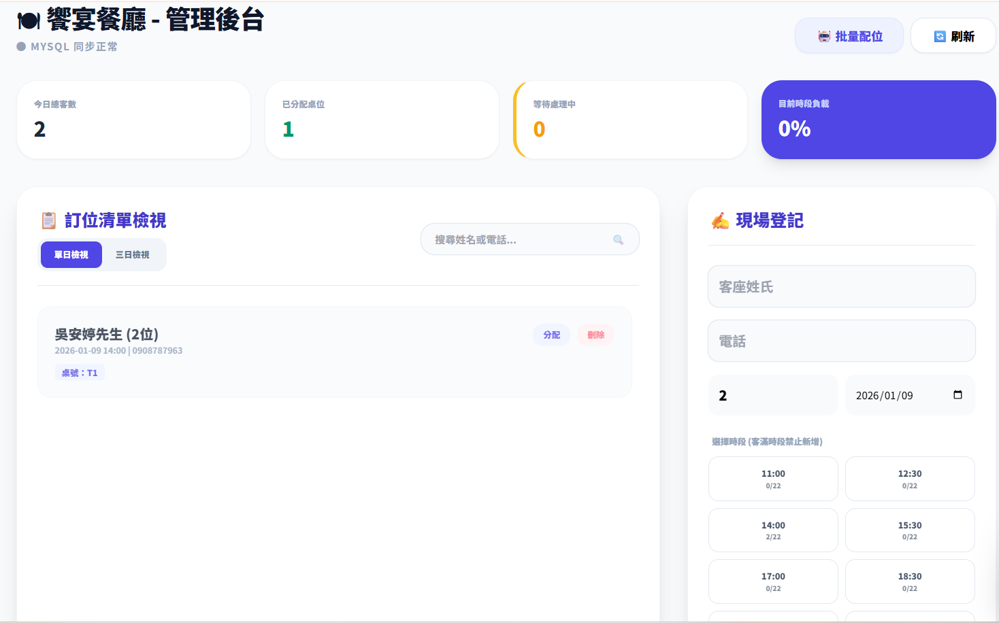 饗宴餐廳 - 管理後台
MYSQL 同步正常
批量配位
刷新
今日總客數
2
已分配桌位
1
等待處理中
0
目前時段負載
0%
訂位清單檢視
單日檢視
三日檢視
搜尋姓名或電話...
吳安婷先生 (2位)
2026-01-09 14:00 | 0908787963
桌號：T1
分配
刪除
現場登記
客座姓氏
電話
2
2026/01/09
選擇時段 (客滿時段禁止新增)
11:00
0/22
12:30
0/22
14:00
2/22
15:30
0/22
17:00
0/22
18:30
0/22